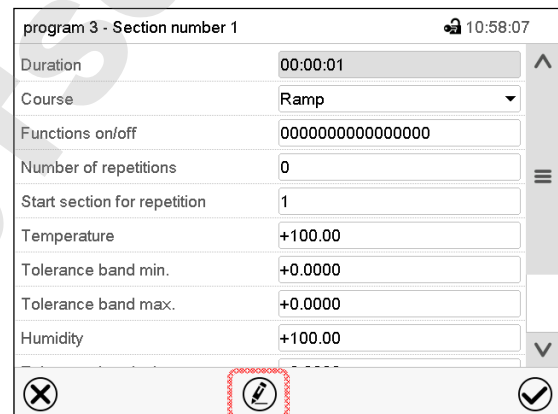 program 3 - Section number 1 10:58:07
Duration 00:00:01
Course Ramp
Functions on/off 0000000000000000
Number of repetitions 0
Start section for repetition 1
Temperature +100.00
Tolerance band min. +0.0000
Tolerance band max. +0.0000
Humidity +100.00